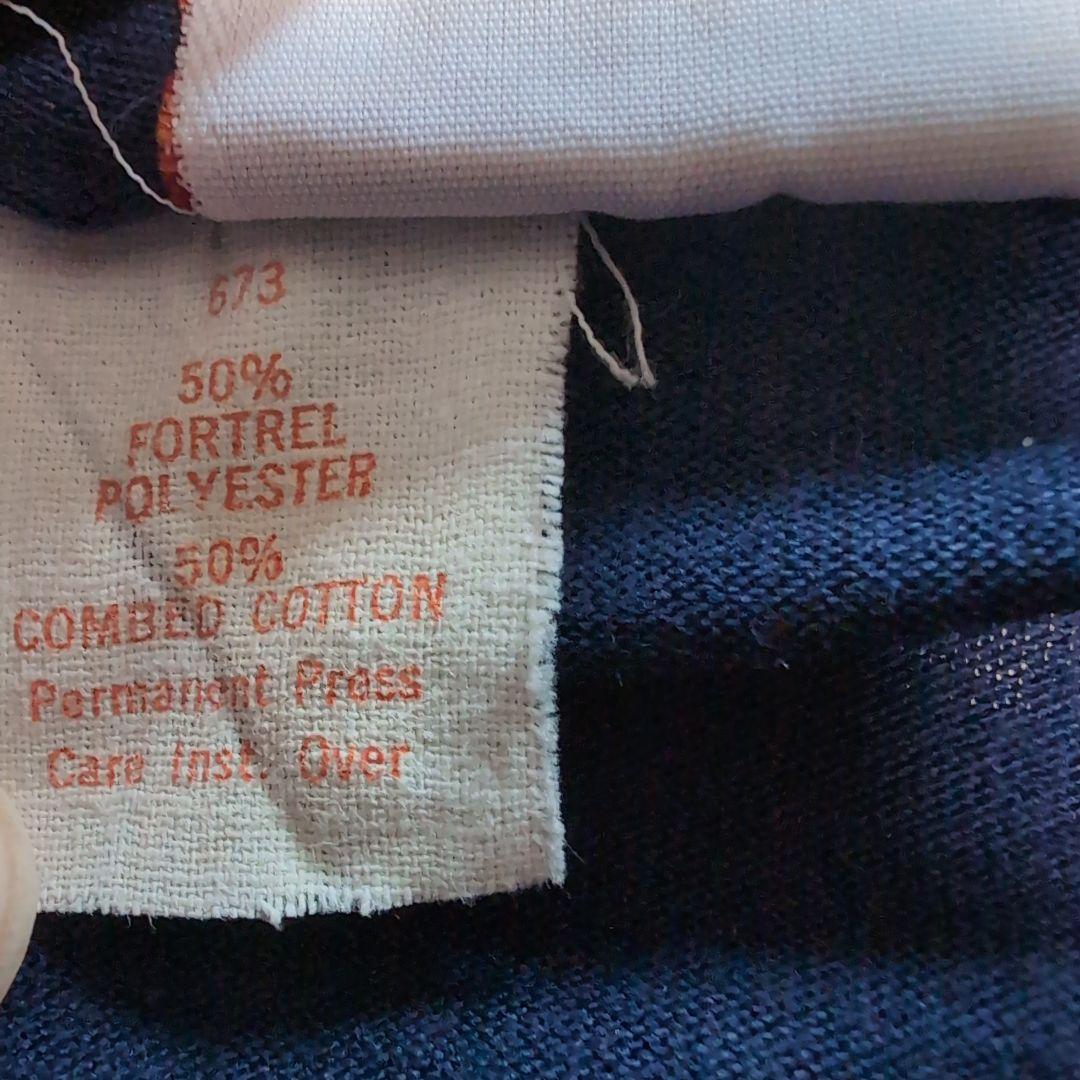 673
50%
FORTREL
POLYESTER
50%
COMBED COTTON
Permanent Press
Care Inst. Over